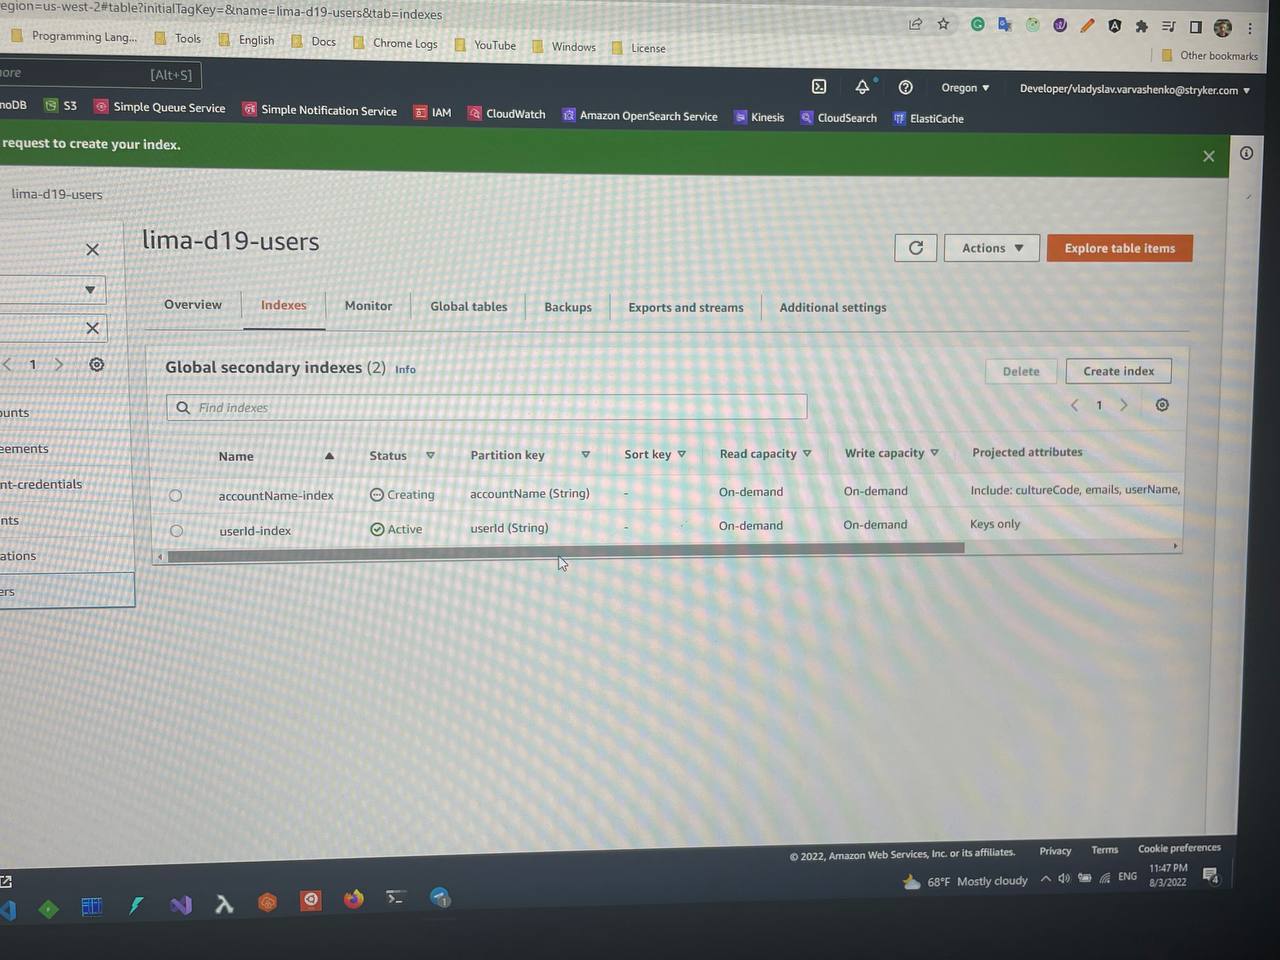 egion=us-west-2#table?initialTagKey=&name=lima-d19-users&tab=indexes
Programming Lang... Tools English Docs Chrome Logs YouTube Windows License
Other bookmarks
ore [Alt+S]
Oregon ▼ Developer/vladyslav.varvashenko@stryker.com ▼
noDB S3 Simple Queue Service Simple Notification Service IAM CloudWatch Amazon OpenSearch Service Kinesis CloudSearch ElastiCache
request to create your index.
lima-d19-users
lima-d19-users
Actions ▼ Explore table items
Overview Indexes Monitor Global tables Backups Exports and streams Additional settings
Global secondary indexes (2) Info
Delete Create index
Find indexes
< 1 >
< 1 >
Name Status Partition key Sort key Read capacity Write capacity Projected attributes
accountName-index Creating accountName (String) - On-demand On-demand Include: cultureCode, emails, userName,
userId-index Active userId (String) - On-demand On-demand Keys only
ounts
eements
nt-credentials
nts
ations
ers
© 2022, Amazon Web Services, Inc. or its affiliates. Privacy Terms Cookie preferences
68°F Mostly cloudy ENG 11:47 PM
8/3/2022
4
1